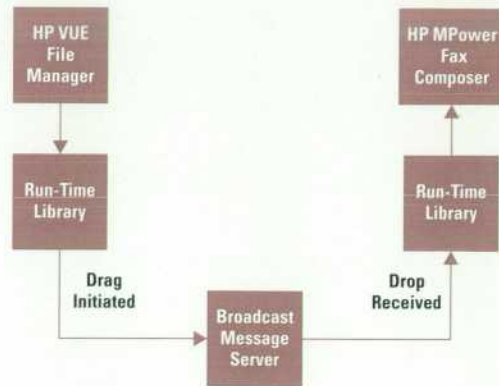 HP VUE
File
Manager
HP MPower
Fax
Composer
Run-Time
Library
Run-Time
Library
Drag
Initiated
Drop
Received
Broadcast
Message
Server